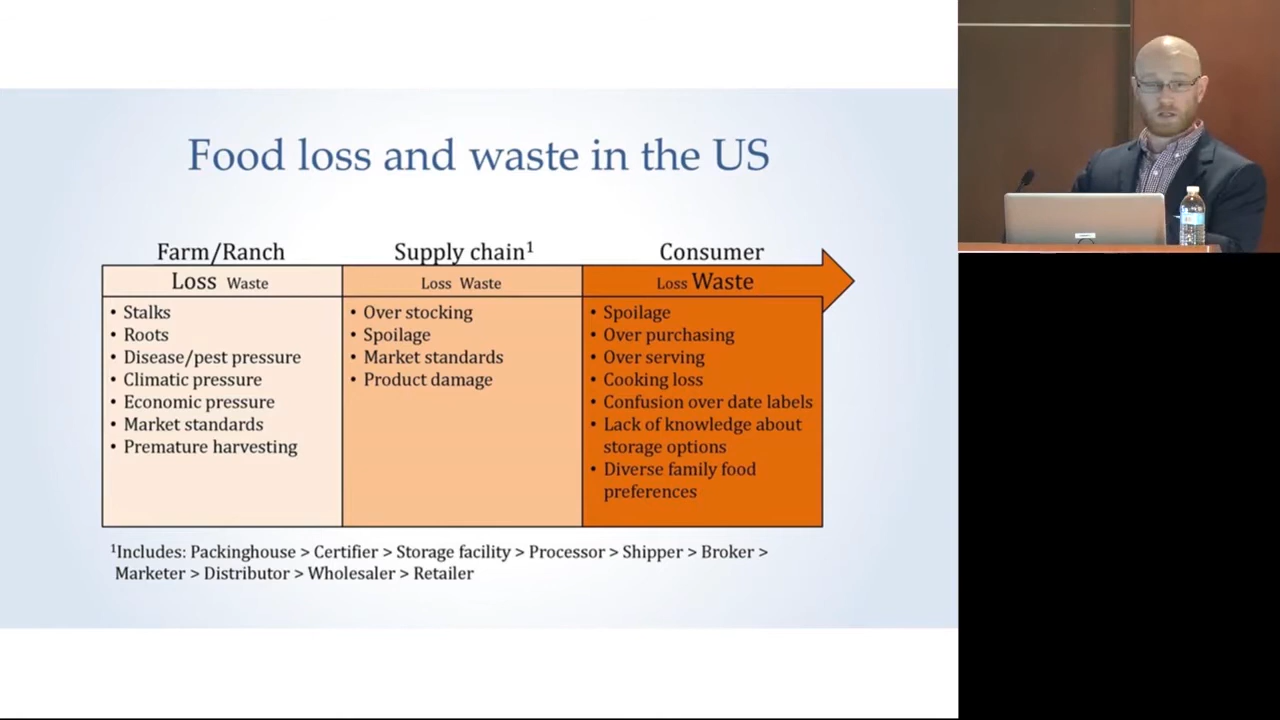 Food loss and waste in the US
Farm/Ranch
Supply chain¹
Consumer
Loss Waste
Loss Waste
Loss Waste
• Stalks
• Roots
• Disease/pest pressure
• Climatic pressure
• Economic pressure
• Market standards
• Premature harvesting
• Over stocking
• Spoilage
• Market standards
• Product damage
• Spoilage
• Over purchasing
• Over serving
• Cooking loss
• Confusion over date labels
• Lack of knowledge about
storage options
• Diverse family food
preferences
¹Includes: Packinghouse > Certifier > Storage facility > Processor > Shipper > Broker >
Marketer > Distributor > Wholesaler > Retailer